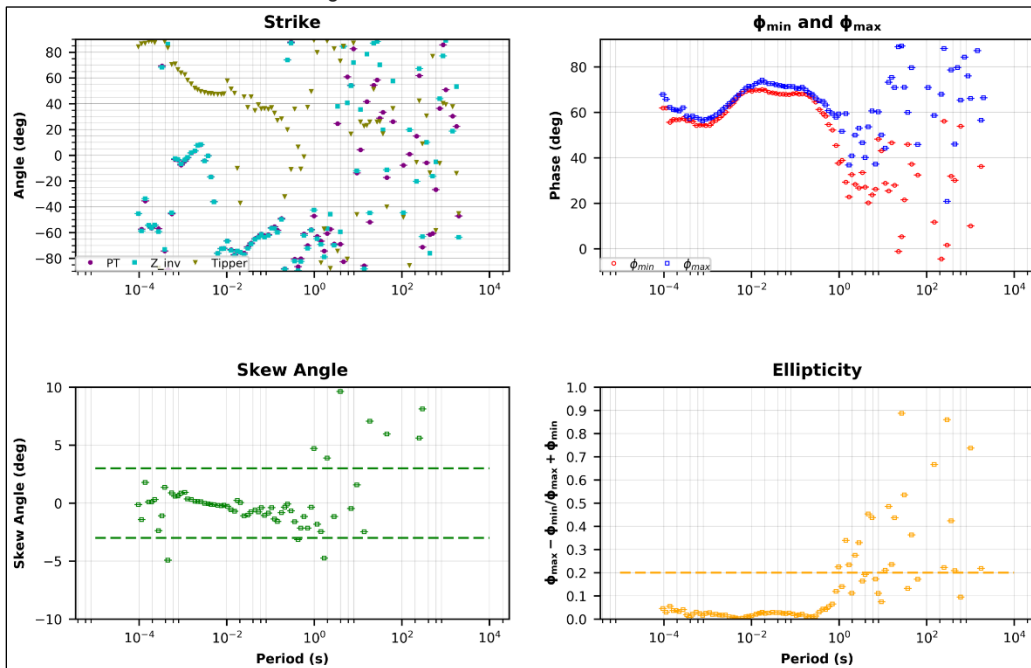 Strike
Angle (deg)
80
60
40
20
0
−20
−40
−60
−80
PT Z_inv Tipper
10⁻⁴ 10⁻² 10⁰ 10² 10⁴
ϕmin and ϕmax
Phase (deg)
80
60
40
20
0
ϕmin ϕmax
10⁻⁴ 10⁻² 10⁰ 10² 10⁴
Skew Angle
Skew Angle (deg)
10
5
0
−5
−10
10⁻⁴ 10⁻² 10⁰ 10² 10⁴
Period (s)
Ellipticity
ϕmax − ϕmin/ϕmax + ϕmin
1.0
0.9
0.8
0.7
0.6
0.5
0.4
0.3
0.2
0.1
0.0
10⁻⁴ 10⁻² 10⁰ 10² 10⁴
Period (s)